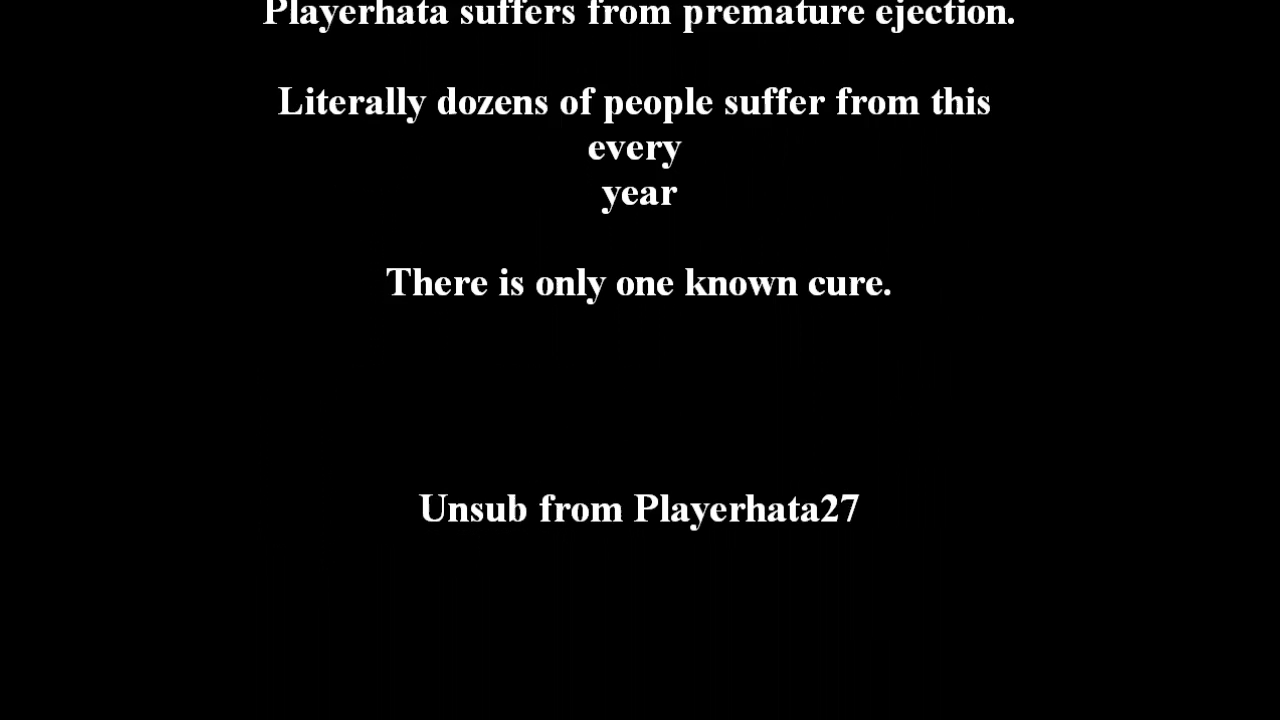 Playerhata suffers from premature ejection.
Literally dozens of people suffer from this
every
year
There is only one known cure.
Unsub from Playerhata27